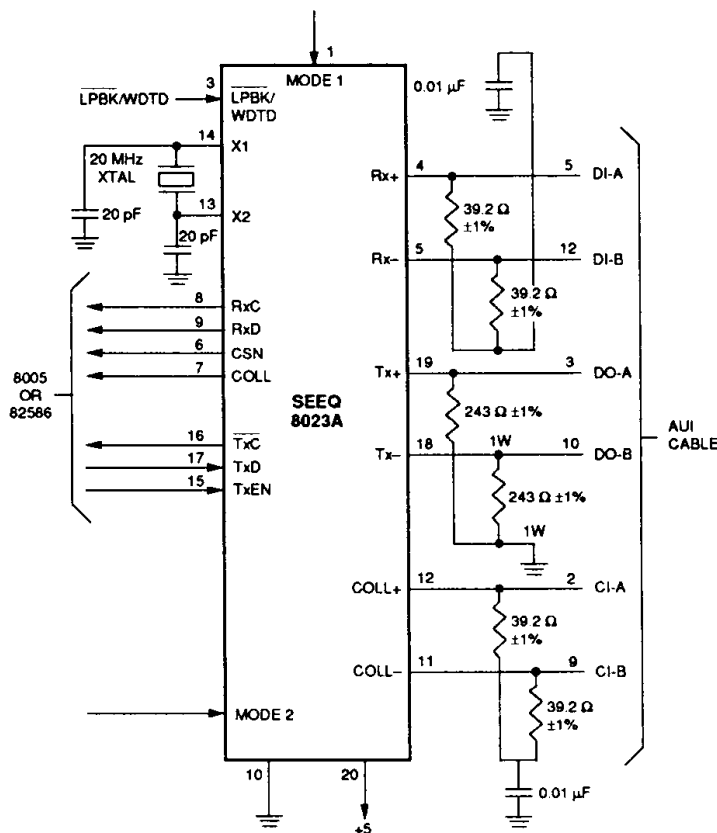 1
MODE 1
3
LPBK/WDTD
LPBK/
WDTD
14
X1
20 MHz
XTAL
20 pF
13
X2
20 pF
8
RxC
9
RxD
6
CSN
7
COLL
8005
OR
82586
16
TxC
17
TxD
15
TxEN
SEEQ
8023A
MODE 2
10
20
+5
0.01 µF
Rx+
4
5
DI-A
39.2 Ω
±1%
Rx–
5
12
DI-B
39.2 Ω
±1%
Tx+
19
3
DO-A
243 Ω ±1%
1W
Tx–
18
10
DO-B
243 Ω ±1%
1W
AUI
CABLE
COLL+
12
2
CI-A
39.2 Ω
±1%
COLL–
11
9
CI-B
39.2 Ω
±1%
0.01 µF